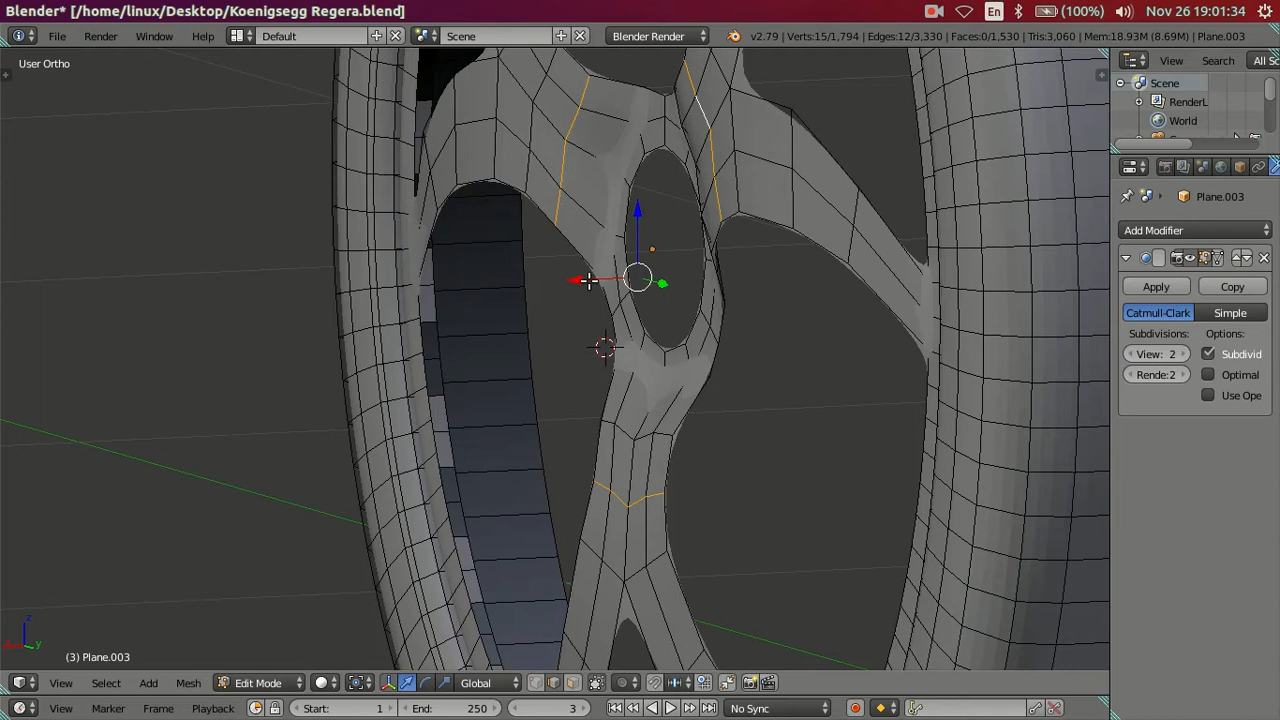 Blender* [/home/linux/Desktop/Koenigsegg Regera.blend]
En (100%) Nov 26 19:01:34
File Render Window Help Default Scene Blender Render v2.79 | Verts:15/1,794 | Edges:12/3,330 | Faces:0/1,530 | Tris:3,060 | Mem:18.93M (8.69M) | Plane.003
User Ortho
View Search All Sc
Scene
RenderL
World
Plane.003
Add Modifier
Apply Copy
Catmull-Clark Simple
Subdivisions: Options:
View: 2 Subdivid
Rende:2 Optimal
Use Ope
z
x y
(3) Plane.003
View Select Add Mesh Edit Mode Global
View Marker Frame Playback Start: 1 End: 250 3 No Sync